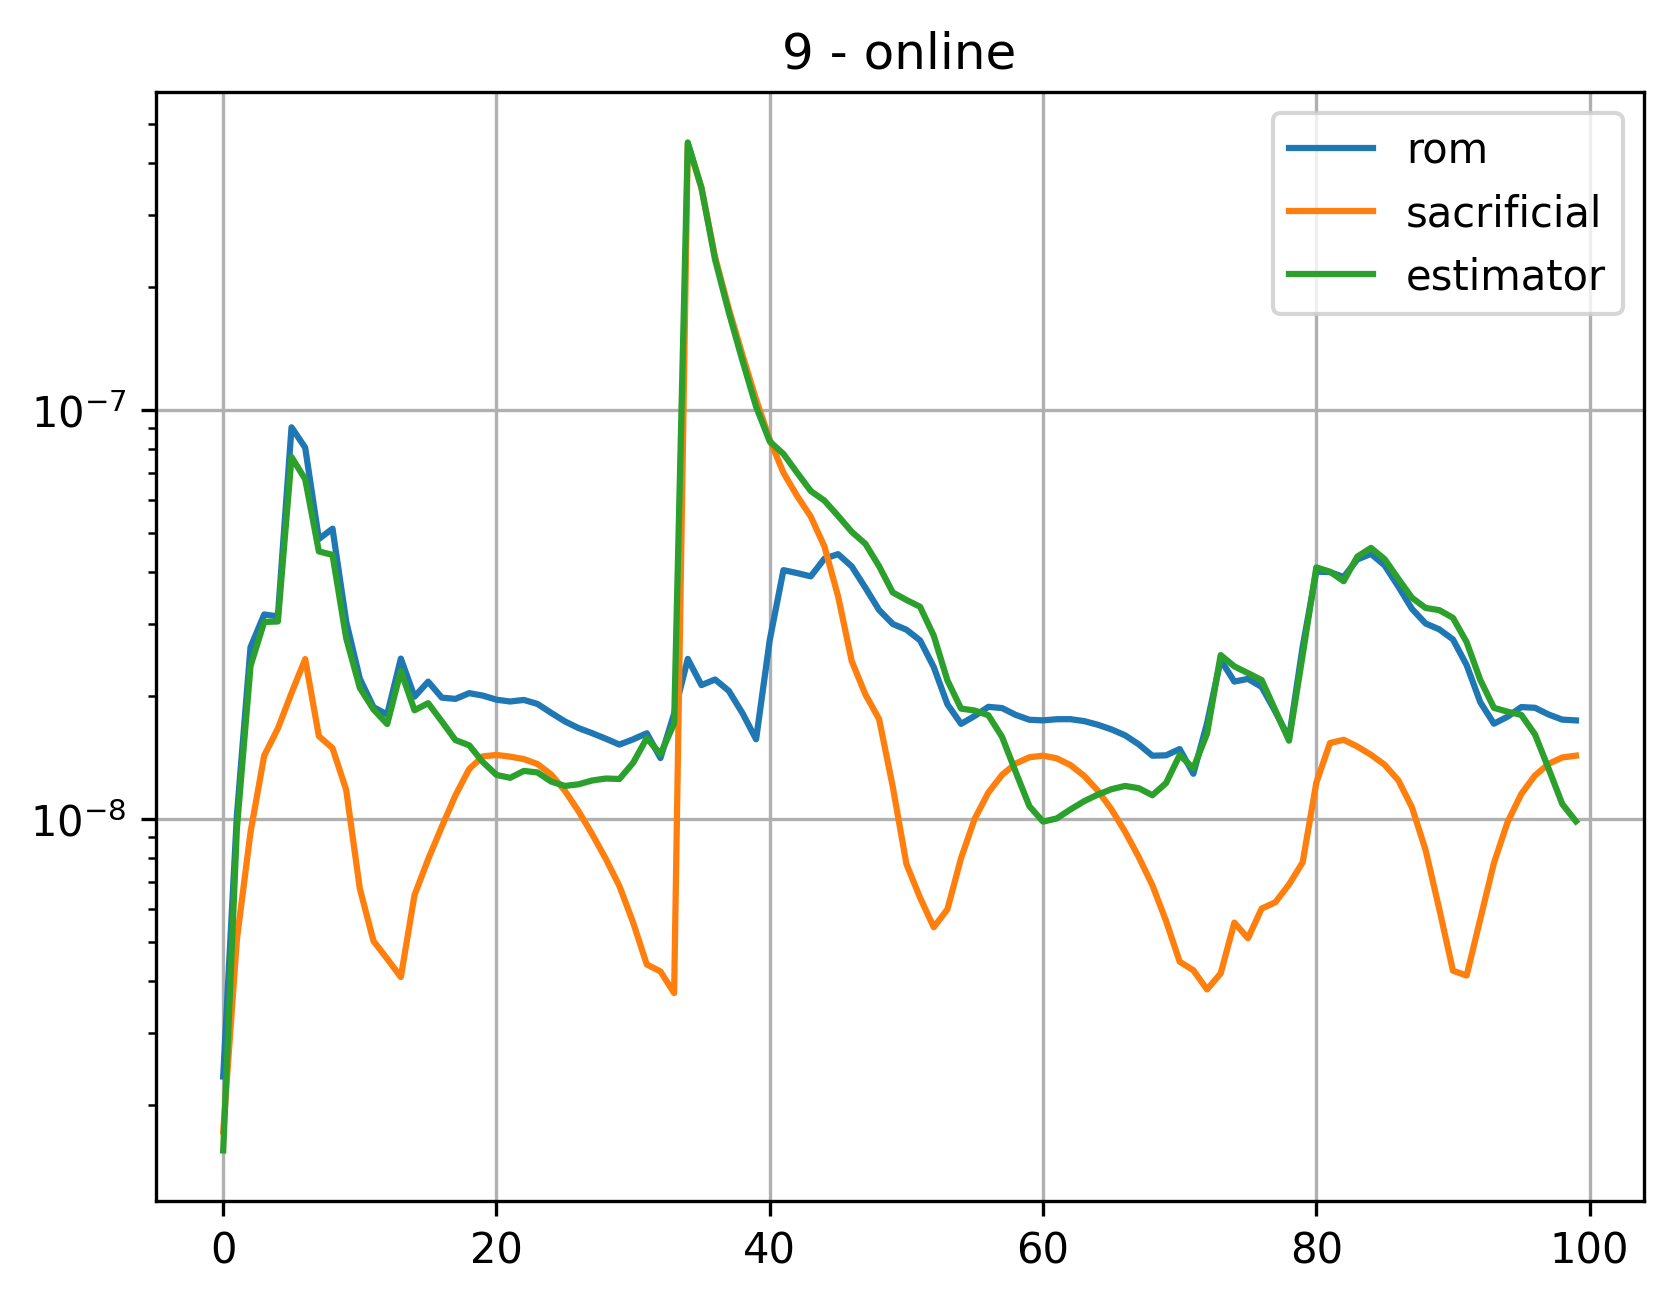 9 - online
rom
sacrificial
estimator
10⁻⁷
10⁻⁸
0 20 40 60 80 100